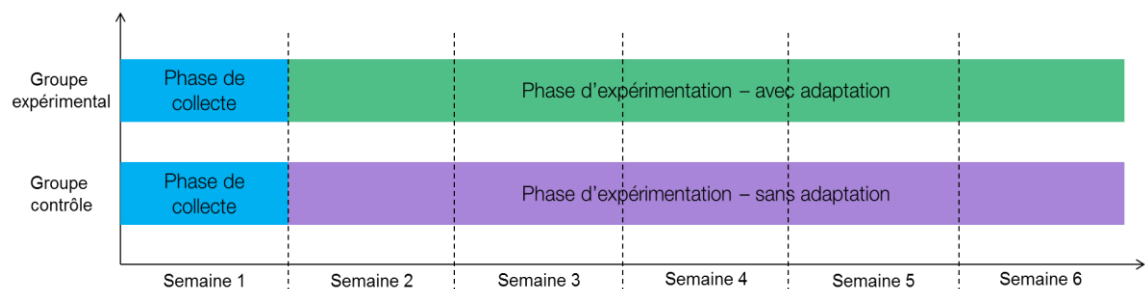 Groupe
expérimental
Phase de
collecte
Phase d'expérimentation – avec adaptation
Groupe
contrôle
Phase de
collecte
Phase d'expérimentation – sans adaptation
Semaine 1
Semaine 2
Semaine 3
Semaine 4
Semaine 5
Semaine 6